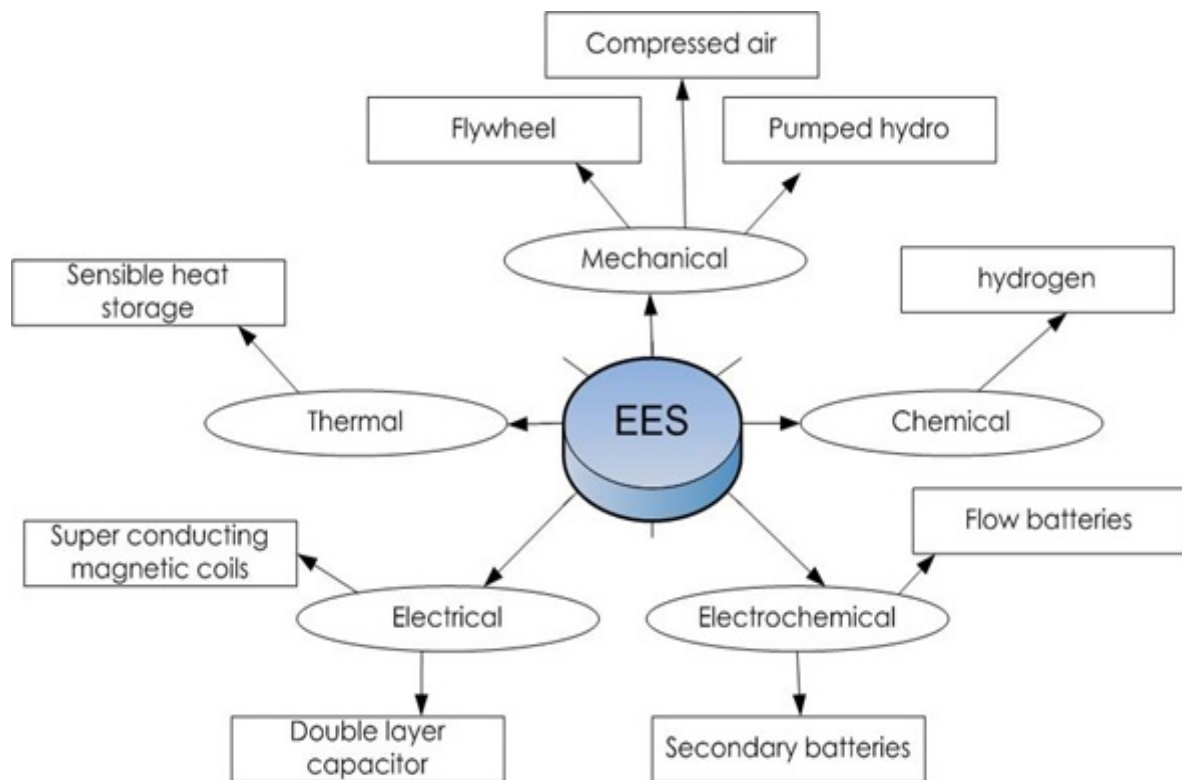 Compressed air
Flywheel
Pumped hydro
Mechanical
Sensible heat
storage
hydrogen
Thermal
EES
Chemical
Super conducting
magnetic coils
Flow batteries
Electrical
Electrochemical
Double layer
capacitor
Secondary batteries